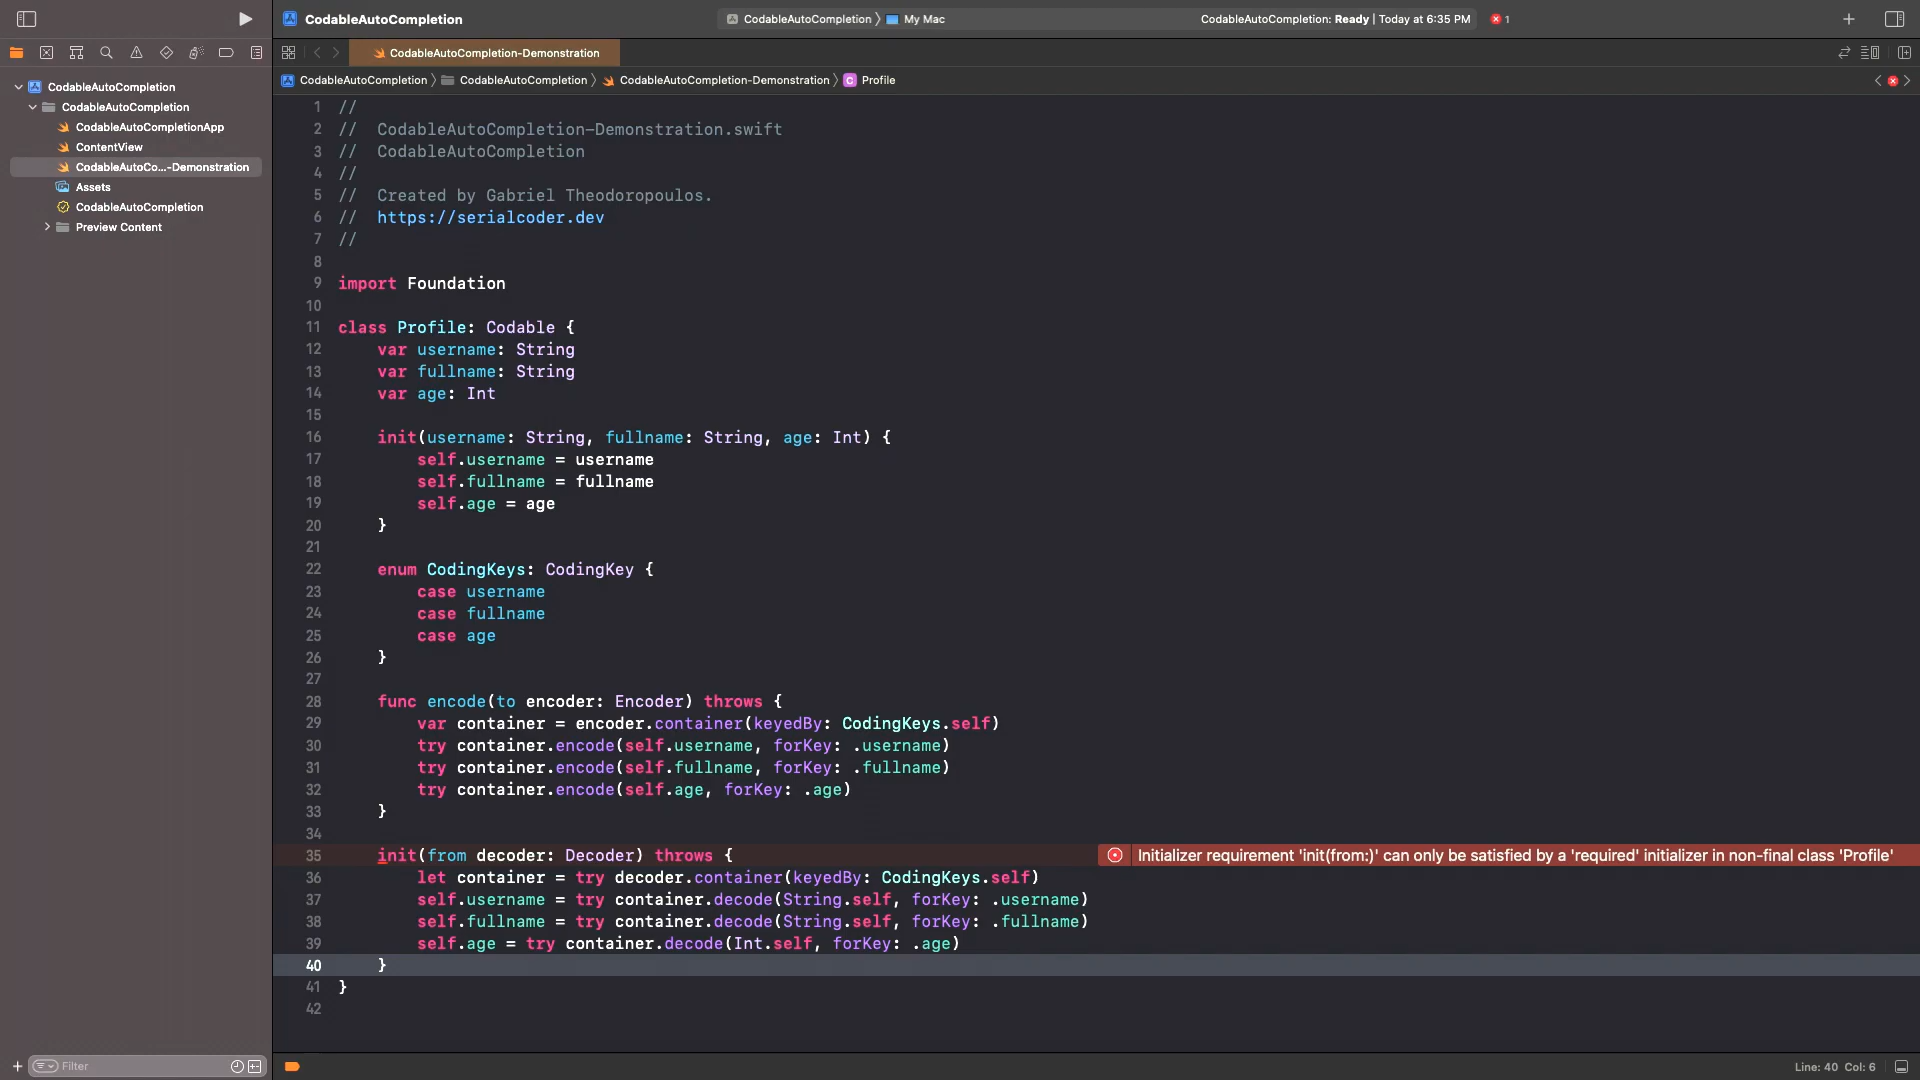 CodableAutoCompletion
CodableAutoCompletion 〉 My Mac
CodableAutoCompletion: Ready | Today at 6:35 PM
1
CodableAutoCompletion-Demonstration
CodableAutoCompletion 〉 CodableAutoCompletion 〉 CodableAutoCompletion-Demonstration 〉 C Profile
CodableAutoCompletion
CodableAutoCompletion
CodableAutoCompletionApp
ContentView
CodableAutoCo...-Demonstration
Assets
CodableAutoCompletion
Preview Content
1 //
2 //  CodableAutoCompletion-Demonstration.swift
3 //  CodableAutoCompletion
4 //
5 //  Created by Gabriel Theodoropoulos.
6 //  https://serialcoder.dev
7 //
8
9 import Foundation
10
11 class Profile: Codable {
12     var username: String
13     var fullname: String
14     var age: Int
15
16     init(username: String, fullname: String, age: Int) {
17         self.username = username
18         self.fullname = fullname
19         self.age = age
20     }
21
22     enum CodingKeys: CodingKey {
23         case username
24         case fullname
25         case age
26     }
27
28     func encode(to encoder: Encoder) throws {
29         var container = encoder.container(keyedBy: CodingKeys.self)
30         try container.encode(self.username, forKey: .username)
31         try container.encode(self.fullname, forKey: .fullname)
32         try container.encode(self.age, forKey: .age)
33     }
34
35     init(from decoder: Decoder) throws {
Initializer requirement 'init(from:)' can only be satisfied by a 'required' initializer in non-final class 'Profile'
36         let container = try decoder.container(keyedBy: CodingKeys.self)
37         self.username = try container.decode(String.self, forKey: .username)
38         self.fullname = try container.decode(String.self, forKey: .fullname)
39         self.age = try container.decode(Int.self, forKey: .age)
40     }
41 }
42
Filter
Line: 40 Col: 6